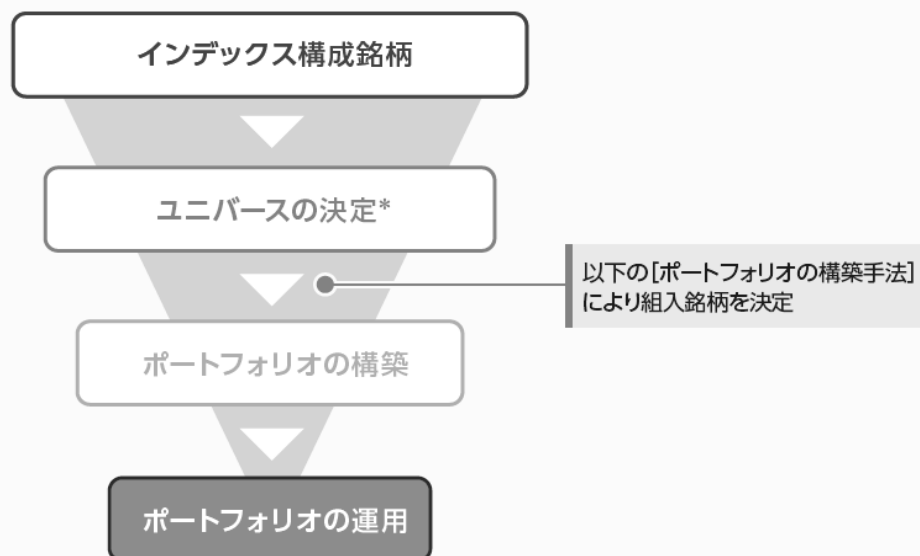 インデックス構成銘柄
ユニバースの決定*
以下の[ポートフォリオの構築手法]
により組入銘柄を決定
ポートフォリオの構築
ポートフォリオの運用